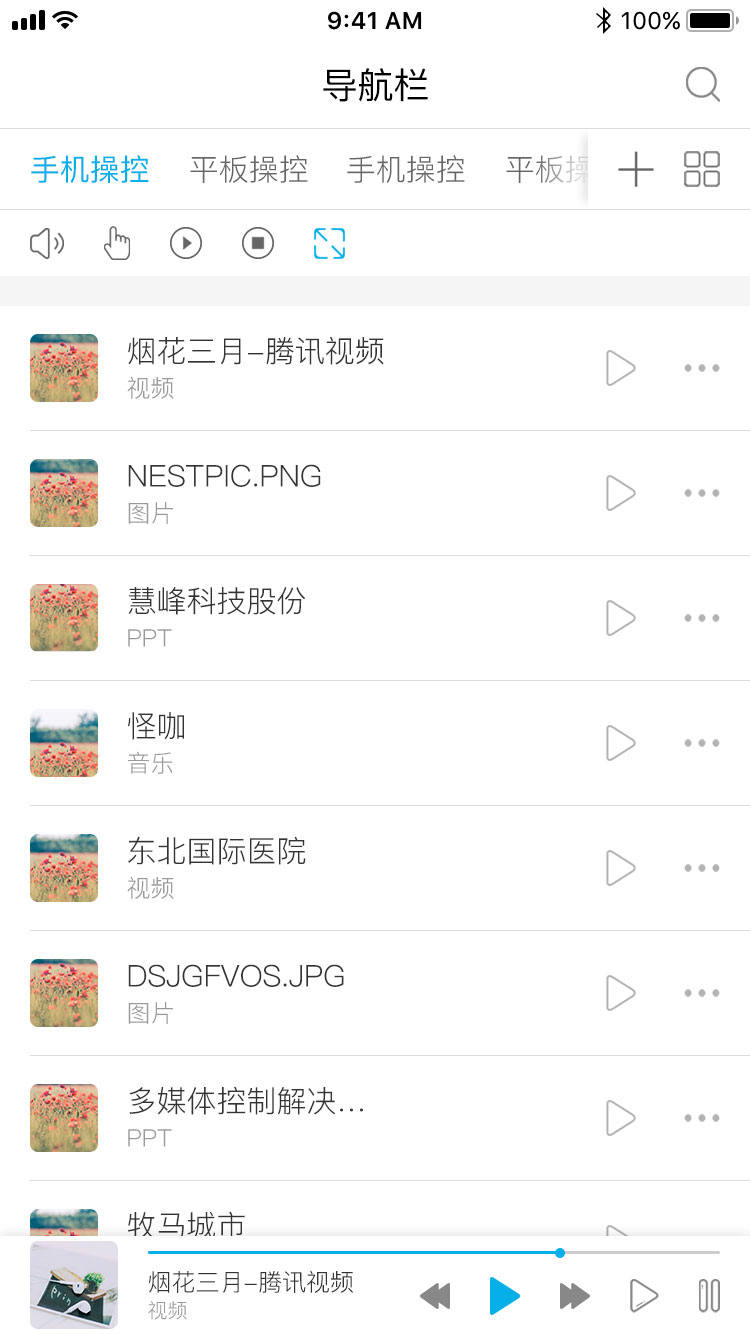 9:41 AM 100%
导航栏
手机操控 平板操控 手机操控 平板操
烟花三月-腾讯视频
视频
NESTPIC.PNG
图片
慧峰科技股份
PPT
怪咖
音乐
东北国际医院
视频
DSJGFVOS.JPG
图片
多媒体控制解决...
PPT
牧马城市
烟花三月-腾讯视频
视频